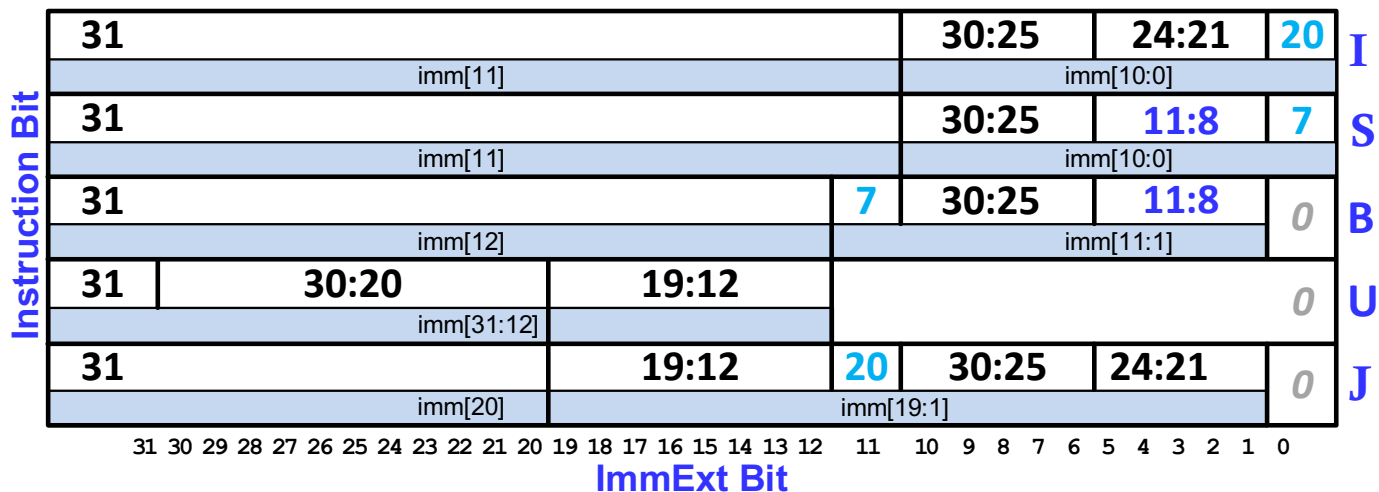 31 30:25 24:21 20 I
imm[11] imm[10:0]
31 30:25 11:8 7 S
imm[11] imm[10:0]
31 7 30:25 11:8 0 B
imm[12] imm[11:1]
31 30:20 19:12 0 U
imm[31:12]
31 19:12 20 30:25 24:21 0 J
imm[20] imm[19:1]
31 30 29 28 27 26 25 24 23 22 21 20 19 18 17 16 15 14 13 12 11 10 9 8 7 6 5 4 3 2 1 0
ImmExt Bit
Instruction Bit